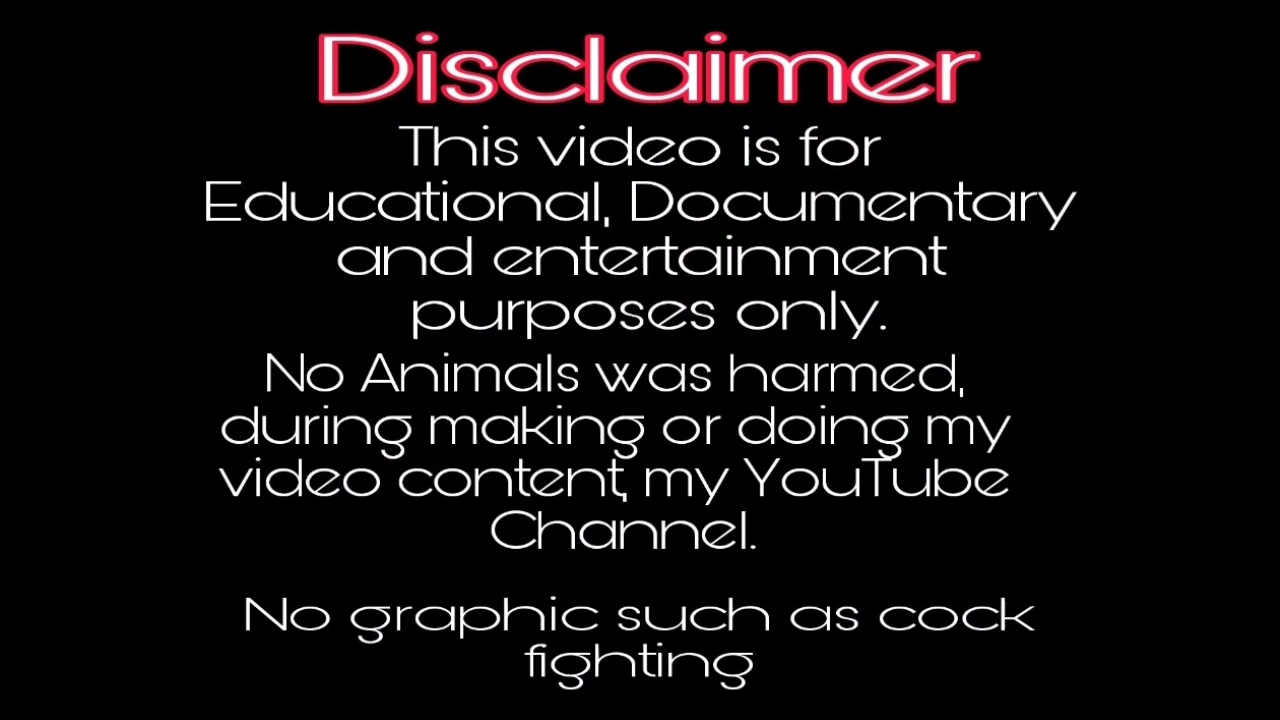 Disclaimer
This video is for
Educational, Documentary
and entertainment
purposes only.
No Animals was harmed,
during making or doing my
video content, my YouTube
Channel.
No graphic such as cock
fighting